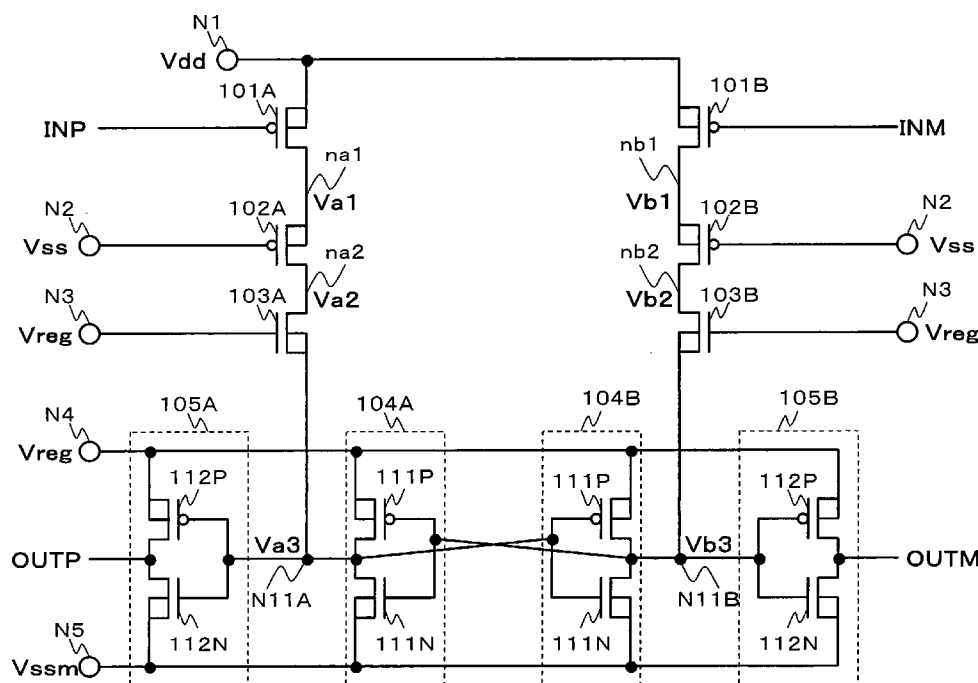 N1
Vdd
101A
101B
INP
INM
na1
nb1
Va1
Vb1
N2
102A
102B
N2
Vss
Vss
na2
nb2
N3
103A
Va2
Vb2
103B
N3
Vreg
Vreg
N4
105A
104A
104B
105B
Vreg
112P
111P
111P
112P
OUTP
Va3
Vb3
OUTM
N11A
N11B
N5
112N
111N
111N
112N
Vssm